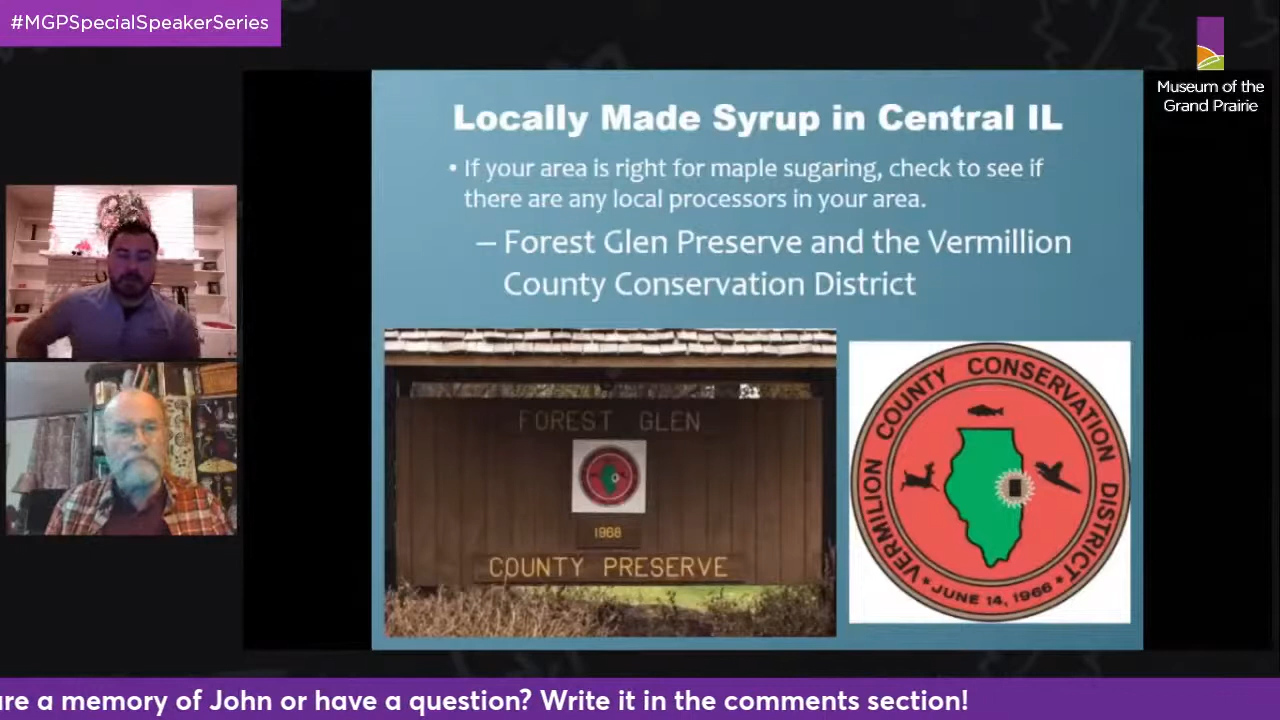 #MGPSpecialSpeakerSeries
Museum of the
Grand Prairie
Locally Made Syrup in Central IL
• If your area is right for maple sugaring, check to see if
there are any local processors in your area.
– Forest Glen Preserve and the Vermillion
County Conservation District
FOREST GLEN
1968
COUNTY PRESERVE
VERMILION COUNTY CONSERVATION DISTRICT
• JUNE 14, 1966 •
a memory of John or have a question? Write it in the comments section!